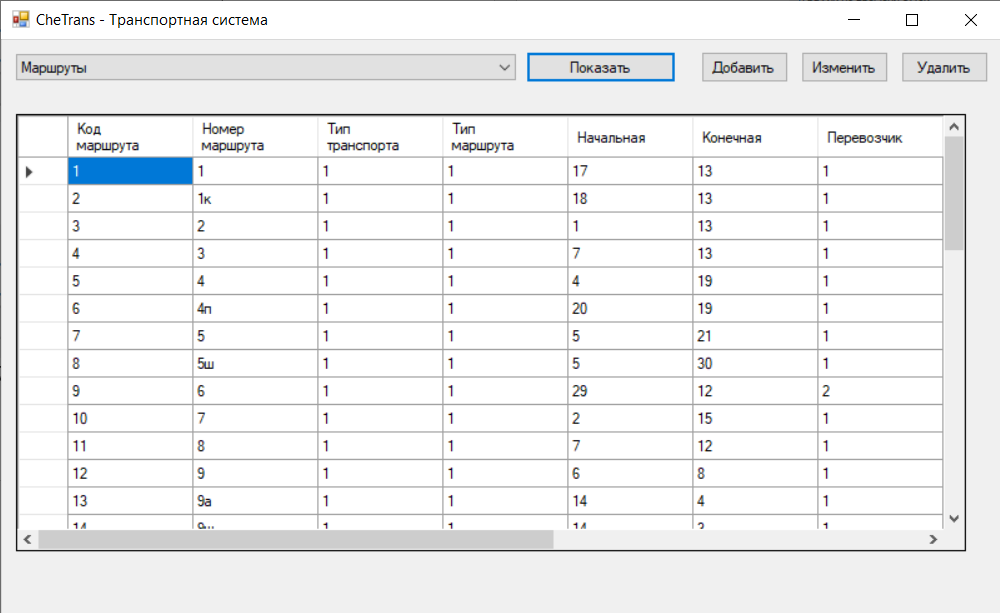 CheTrans - Транспортная система
Маршруты Показать Добавить Изменить Удалить
Код маршрута Номер маршрута Тип транспорта Тип маршрута Начальная Конечная Перевозчик
1 1 1 1 17 13 1
2 1к 1 1 18 13 1
3 2 1 1 1 13 1
4 3 1 1 7 13 1
5 4 1 1 4 19 1
6 4п 1 1 20 19 1
7 5 1 1 5 21 1
8 5ш 1 1 5 30 1
9 6 1 1 29 12 2
10 7 1 1 2 15 1
11 8 1 1 7 12 1
12 9 1 1 6 8 1
13 9а 1 1 14 4 1
14 1 1 14 1